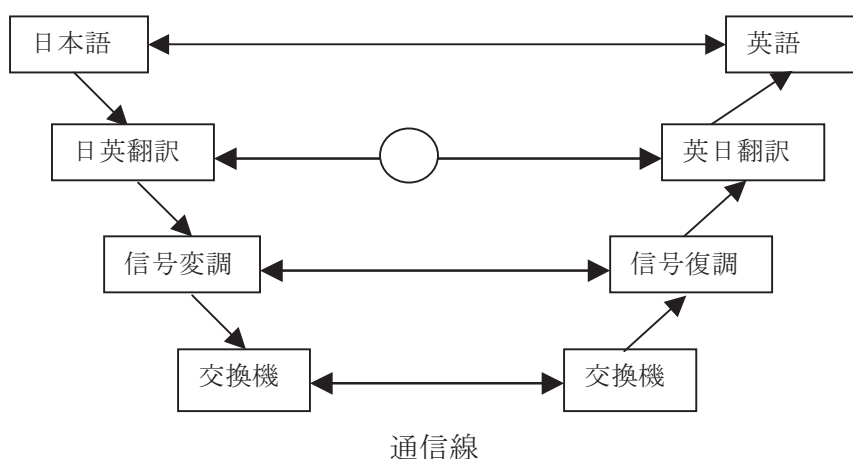 日本語
英語
日英翻訳
英日翻訳
信号変調
信号復調
交換機
交換機
通信線